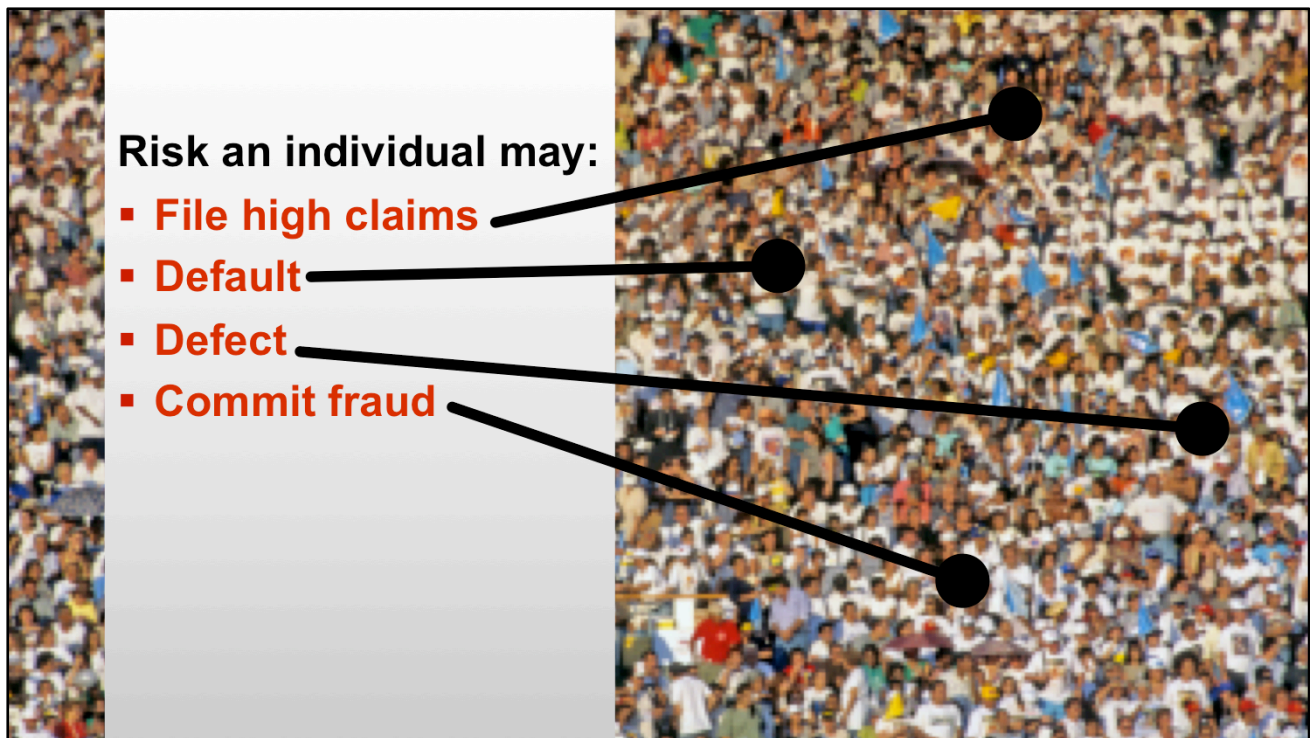 Risk an individual may:
▪ File high claims
▪ Default
▪ Defect
▪ Commit fraud